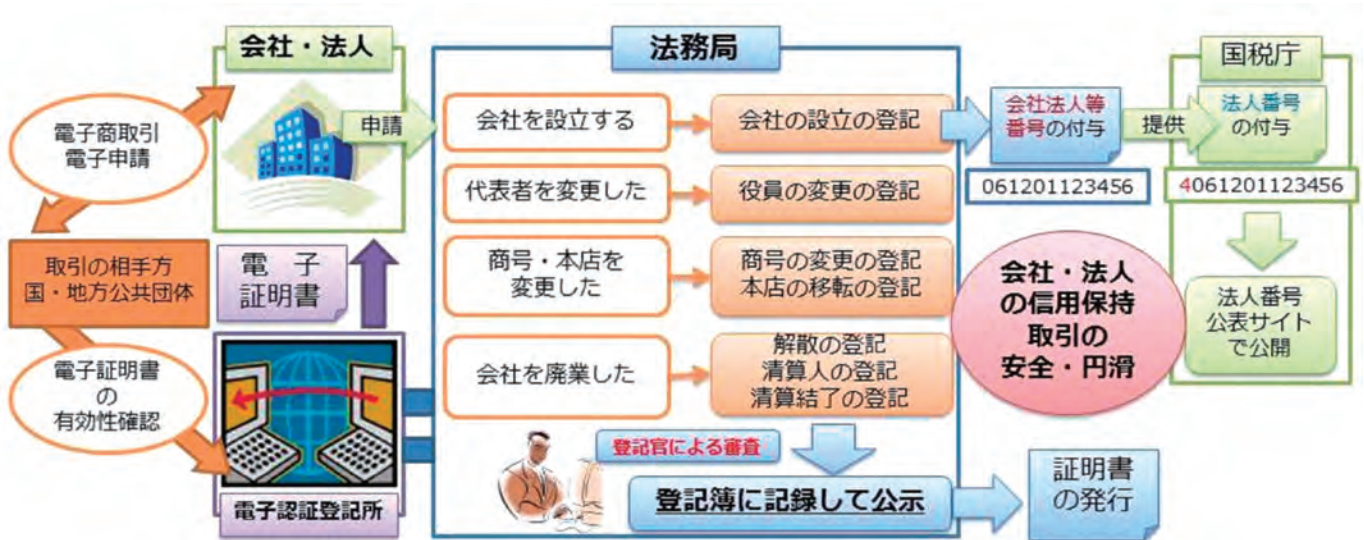 会社・法人
電子商取引
電子申請
申請
取引の相手方
国・地方公共団体
電　子
証明書
電子証明書
の
有効性確認
電子認証登記所
法務局
会社を設立する
会社の設立の登記
代表者を変更した
役員の変更の登記
商号・本店を
変更した
商号の変更の登記
本店の移転の登記
会社を廃業した
解散の登記
清算人の登記
清算結了の登記
登記官による審査
登記簿に記録して公示
証明書
の発行
会社法人等
番号の付与
061201123456
提供
国税庁
法人番号
の付与
4061201123456
法人番号
公表サイト
で公開
会社・法人
の信用保持
取引の
安全・円滑